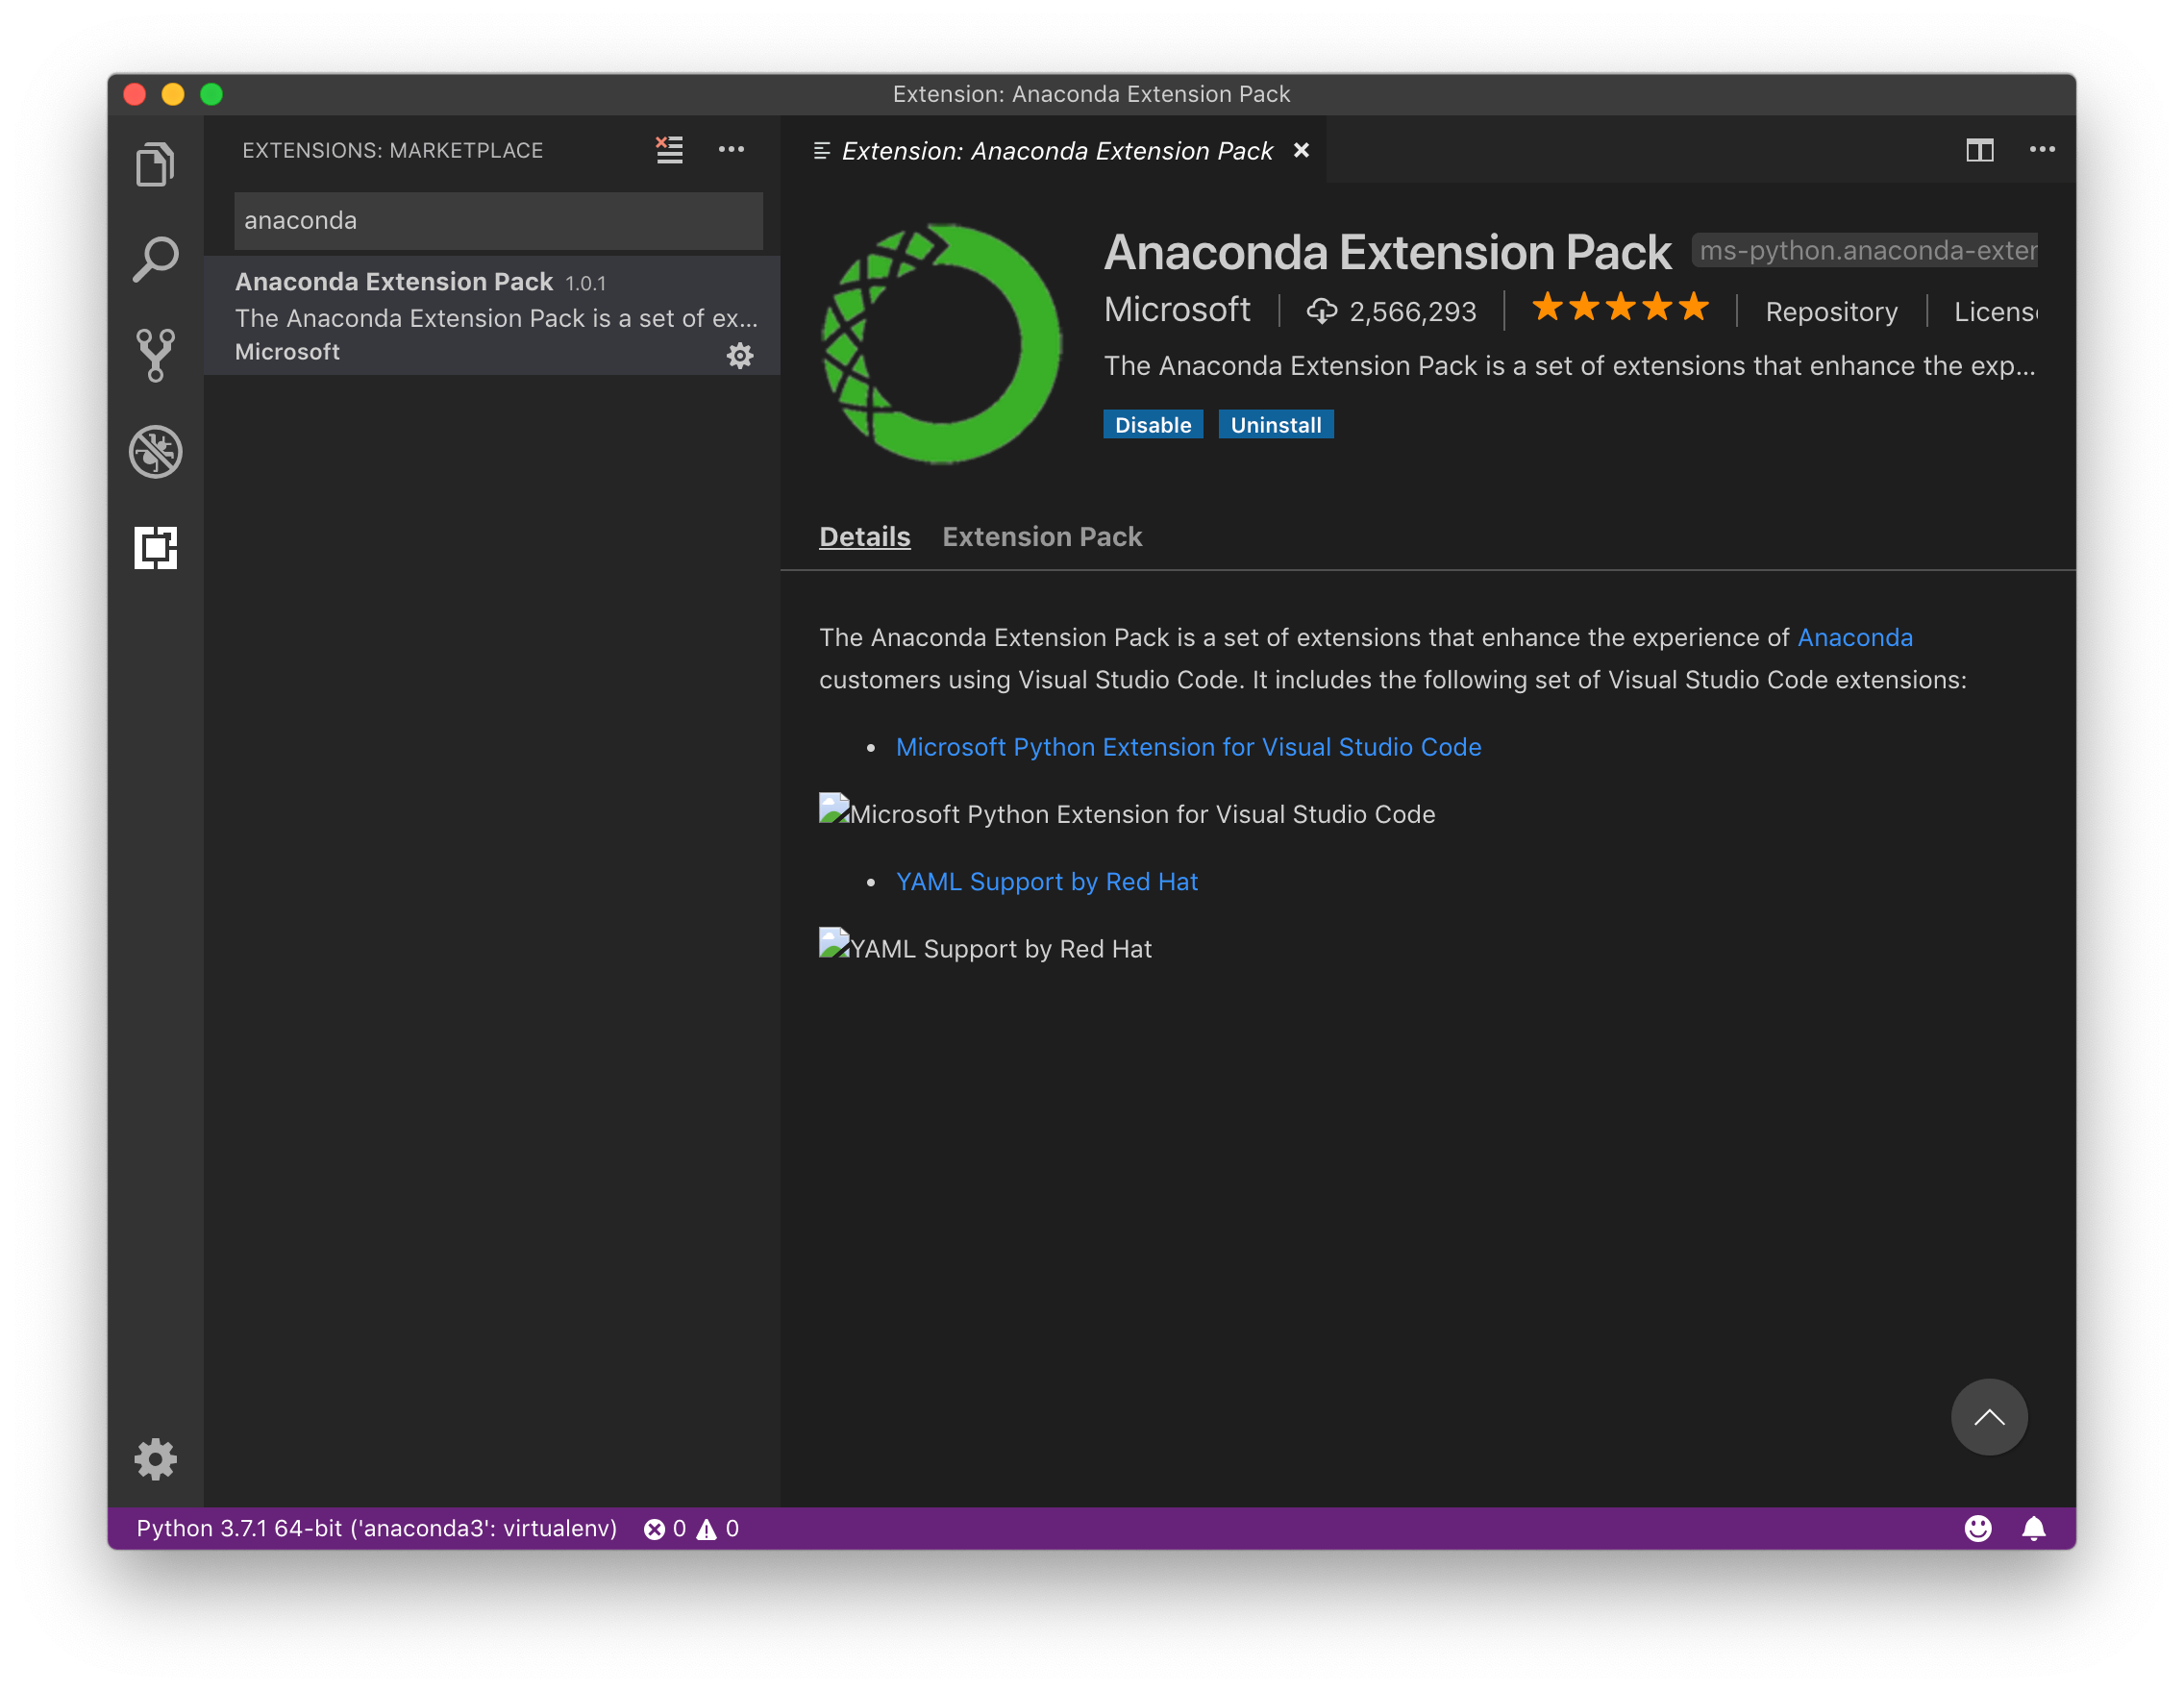 Extension: Anaconda Extension Pack
EXTENSIONS: MARKETPLACE
anaconda
Anaconda Extension Pack 1.0.1
The Anaconda Extension Pack is a set of ex...
Microsoft
Extension: Anaconda Extension Pack
Anaconda Extension Pack ms-python.anaconda-exter
Microsoft 2,566,293 Repository Licens
The Anaconda Extension Pack is a set of extensions that enhance the exp...
Disable Uninstall
Details Extension Pack
The Anaconda Extension Pack is a set of extensions that enhance the experience of Anaconda
customers using Visual Studio Code. It includes the following set of Visual Studio Code extensions:
• Microsoft Python Extension for Visual Studio Code
Microsoft Python Extension for Visual Studio Code
• YAML Support by Red Hat
YAML Support by Red Hat
Python 3.7.1 64-bit ('anaconda3': virtualenv) 0 0